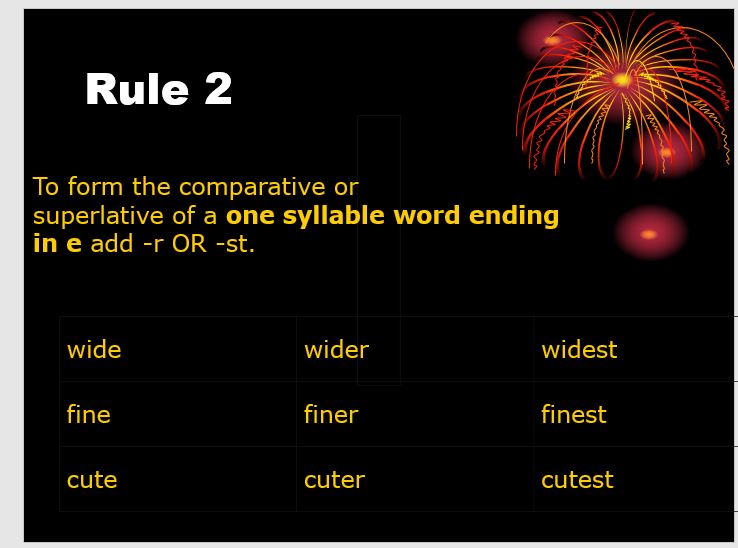 Rule 2
To form the comparative or
superlative of a one syllable word ending
in e add -r OR -st.
wide wider widest
fine finer finest
cute cuter cutest